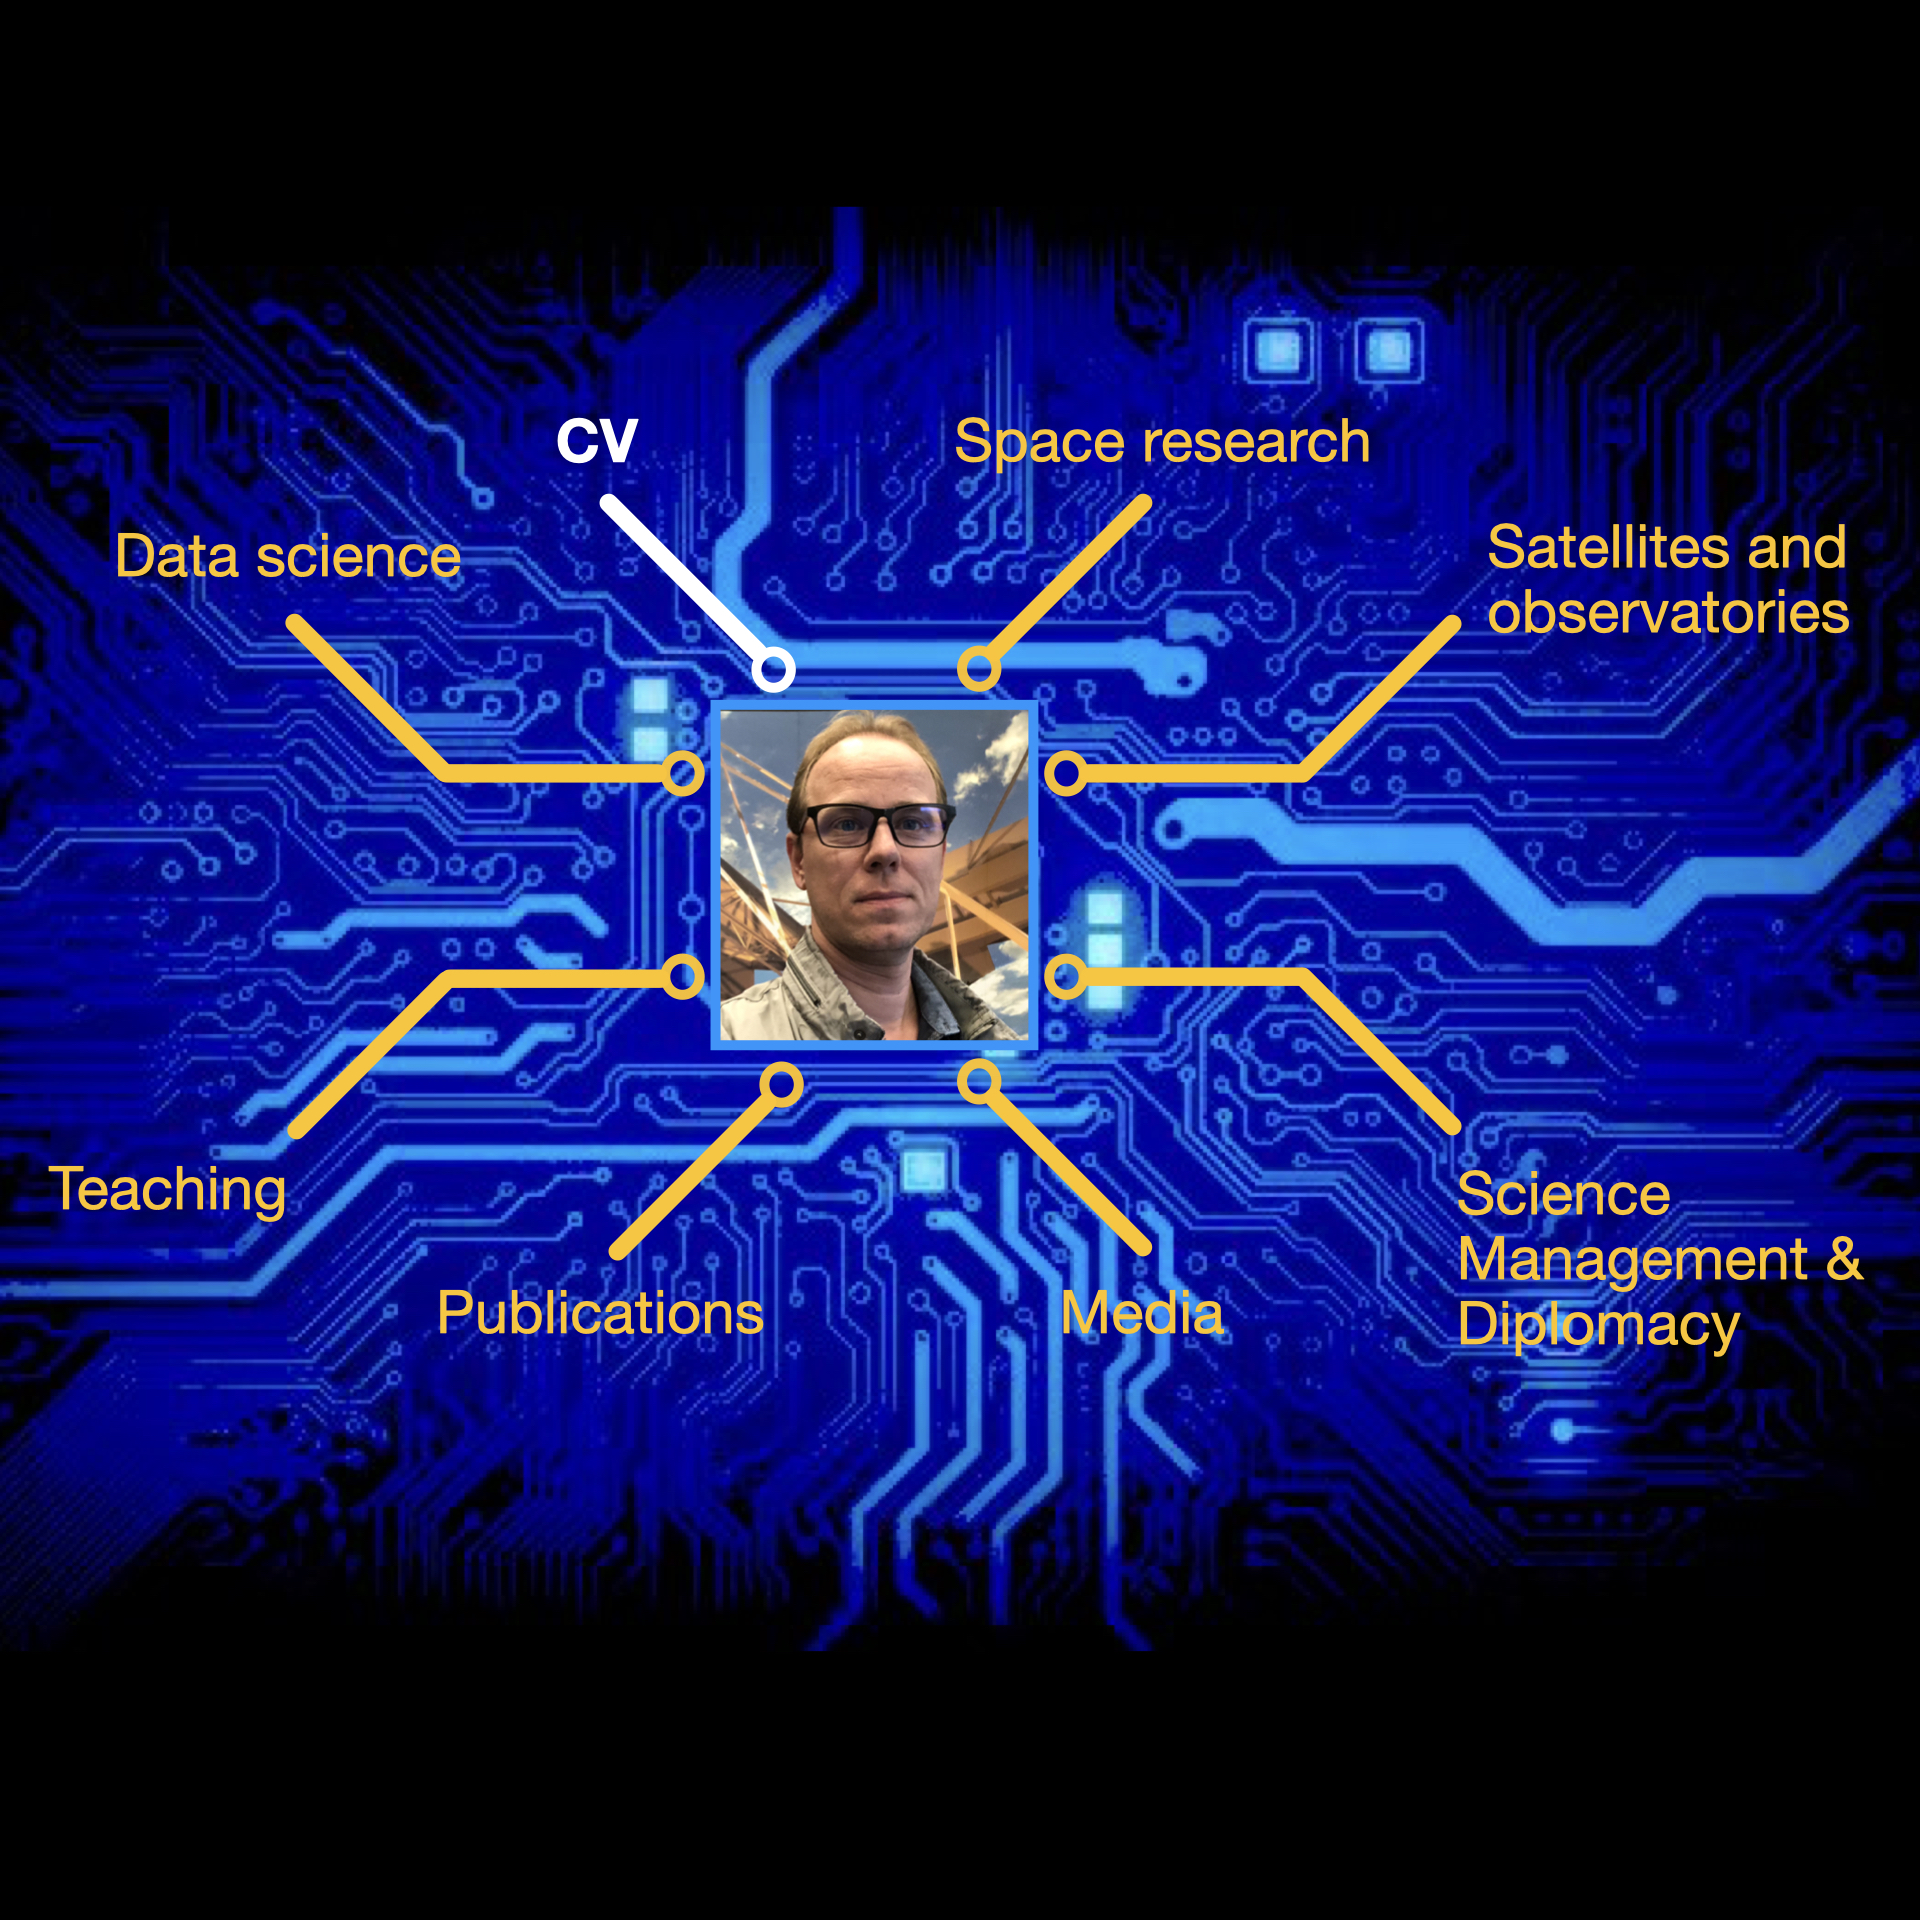 CV
Space research
Data science
Satellites and
observatories
Teaching
Science
Management &
Diplomacy
Publications
Media